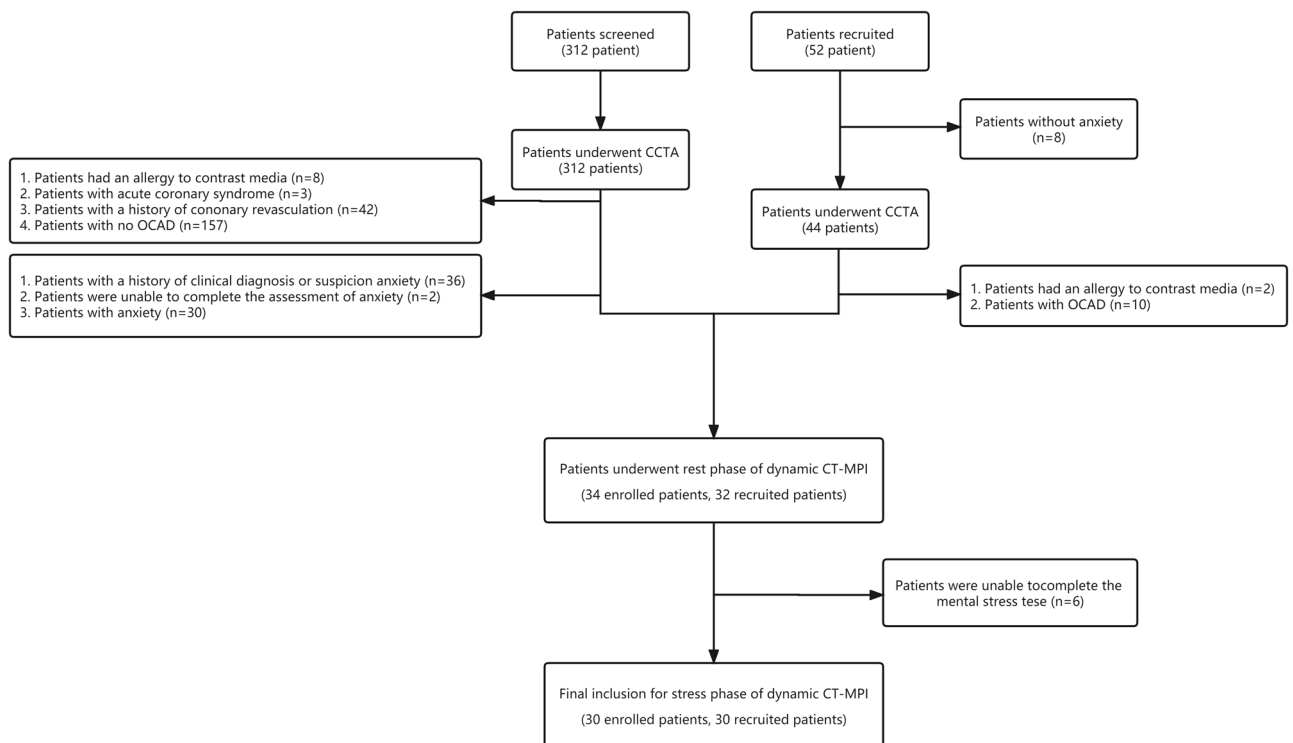 Patients screened
(312 patient)
Patients recruited
(52 patient)
Patients without anxiety
(n=8)
Patients underwent CCTA
(312 patients)
1. Patients had an allergy to contrast media (n=8)
2. Patients with acute coronary syndrome (n=3)
3. Patients with a history of cononary revasculation (n=42)
4. Patients with no OCAD (n=157)
Patients underwent CCTA
(44 patients)
1. Patients with a history of clinical diagnosis or suspicion anxiety (n=36)
2. Patients were unable to complete the assessment of anxiety (n=2)
3. Patients with anxiety (n=30)
1. Patients had an allergy to contrast media (n=2)
2. Patients with OCAD (n=10)
Patients underwent rest phase of dynamic CT-MPI
(34 enrolled patients, 32 recruited patients)
Patients were unable tocomplete the
mental stress tese (n=6)
Final inclusion for stress phase of dynamic CT-MPI
(30 enrolled patients, 30 recruited patients)